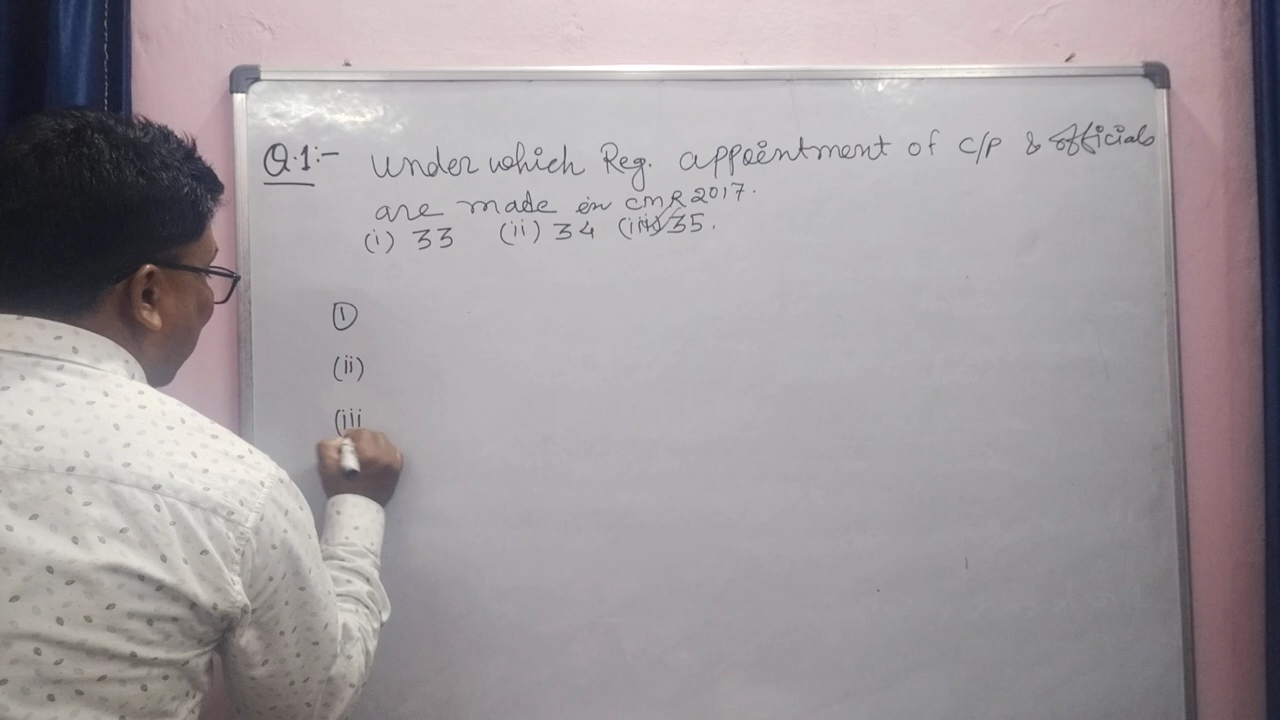 Q.1:- Under which Reg. appointment of C/P & officials
are made in CMR 2017.
(i) 33 (ii) 34 (iii) 35.
(1)
(ii)
(iii